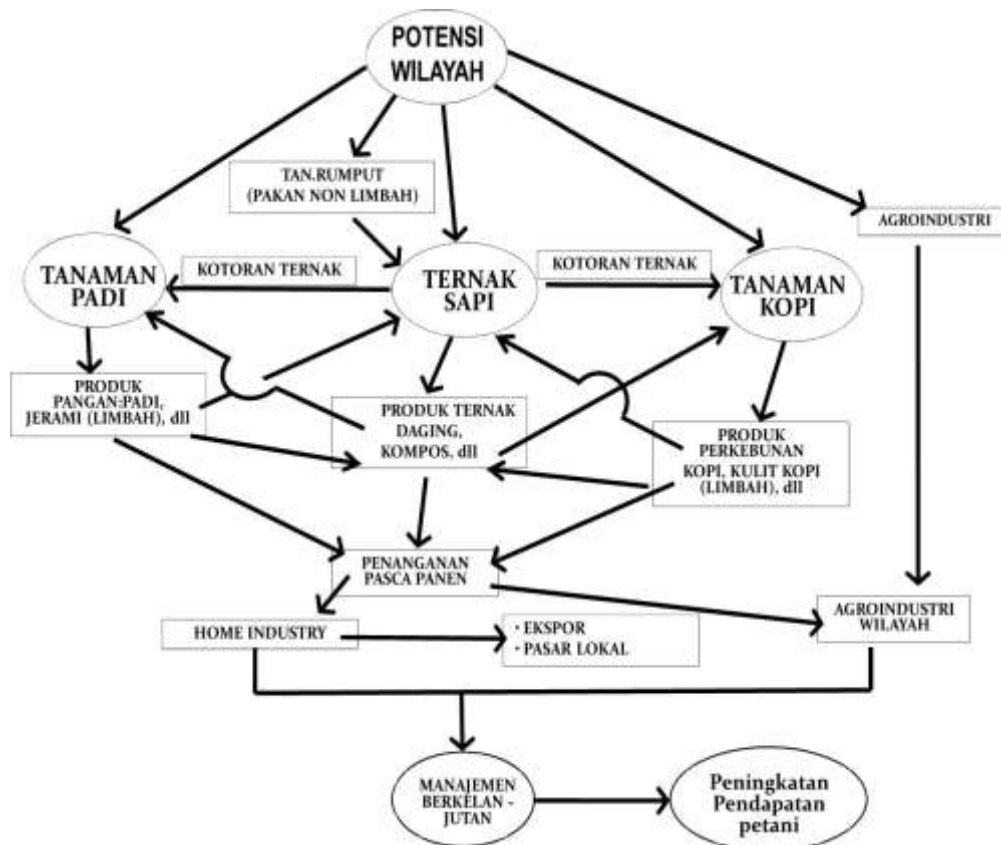 POTENSI
WILAYAH
TAN.RUMPUT
(PAKAN NON LIMBAH)
AGROINDUSTRI
TANAMAN
PADI
KOTORAN TERNAK
TERNAK
SAPI
KOTORAN TERNAK
TANAMAN
KOPI
PRODUK
PANGAN:PADI,
JERAMI (LIMBAH), dll
PRODUK TERNAK
DAGING,
KOMPOS, dll
PRODUK
PERKEBUNAN
KOPI, KULIT KOPI
(LIMBAH), dll
PENANGANAN
PASCA PANEN
HOME INDUSTRY
• EKSPOR
• PASAR LOKAL
AGROINDUSTRI
WILAYAH
MANAJEMEN
BERKELAN -
JUTAN
Peningkatan
Pendapatan
petani